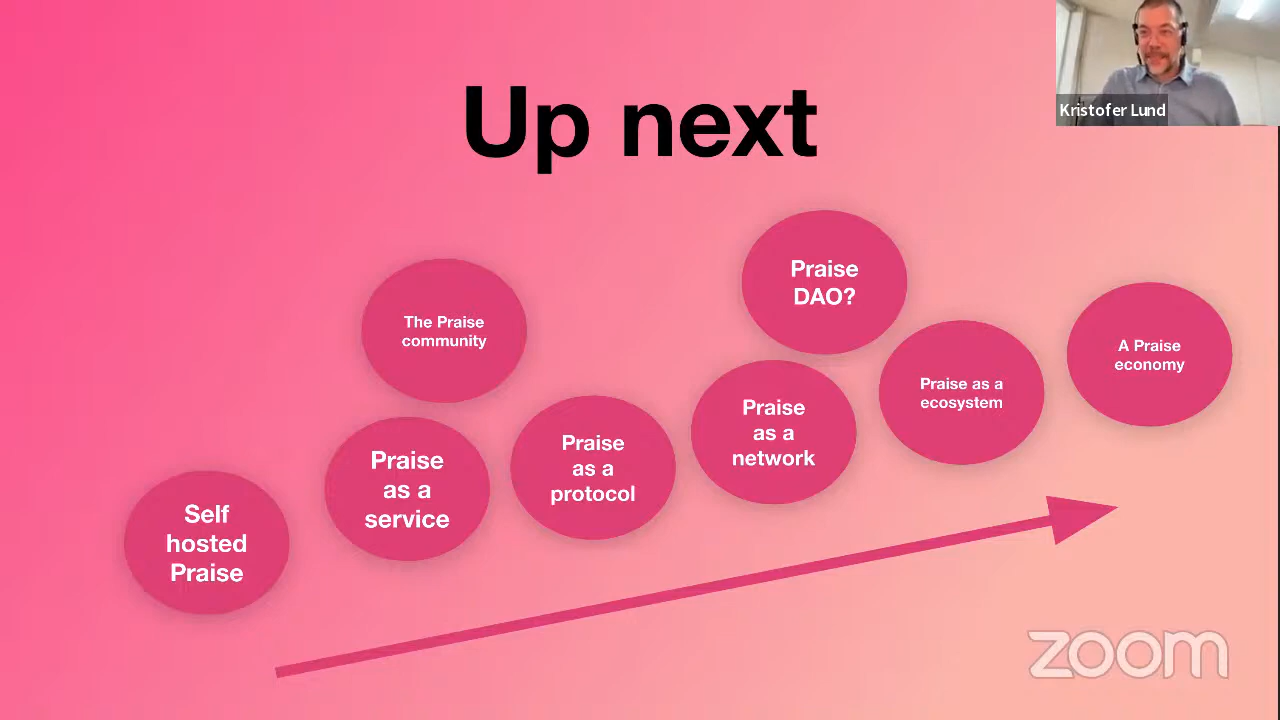 Up next
Kristofer Lund
Self
hosted
Praise
The Praise
community
Praise
as a
service
Praise
as a
protocol
Praise
DAO?
Praise
as a
network
Praise as a
ecosystem
A Praise
economy
zoom